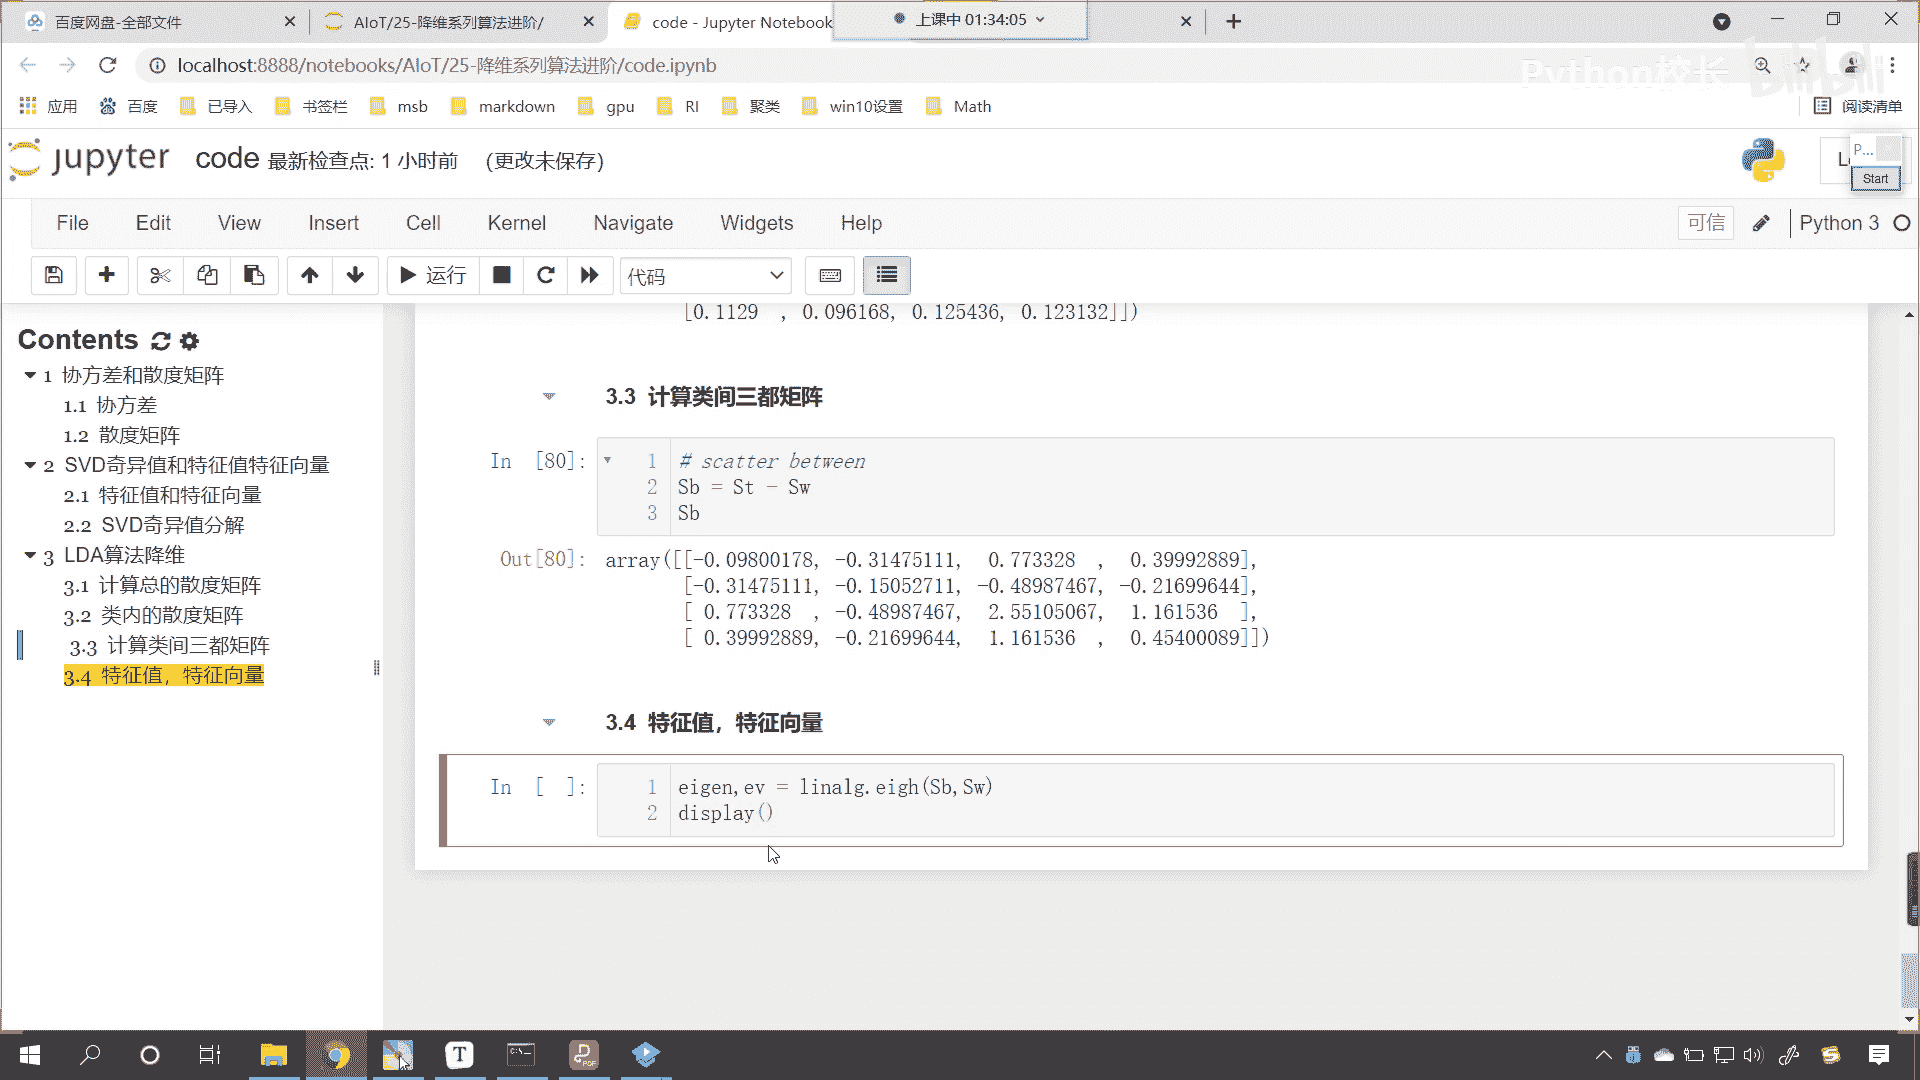 百度网盘-全部文件
AIoT/25-降维系列算法进阶/
code - Jupyter Notebook
上课中 01:34:05
localhost:8888/notebooks/AIoT/25-降维系列算法进阶/code.ipynb
Python校长
bilibili
应用 百度 已导入 书签栏 msb markdown gpu RI 聚类 win10设置 Math 阅读清单
jupyter code 最新检查点: 1 小时前 (更改未保存)
P...
Start
File Edit View Insert Cell Kernel Navigate Widgets Help 可信 Python 3
运行 代码
Contents
1 协方差和散度矩阵
1.1 协方差
1.2 散度矩阵
2 SVD奇异值和特征值特征向量
2.1 特征值和特征向量
2.2 SVD奇异值分解
3 LDA算法降维
3.1 计算总的散度矩阵
3.2 类内的散度矩阵
3.3 计算类间三都矩阵
3.4 特征值，特征向量
[0.1129 , 0.096168, 0.125436, 0.123132]])
3.3 计算类间三都矩阵
In [80]:
1 # scatter between
2 Sb = St - Sw
3 Sb
Out[80]: array([[-0.09800178, -0.31475111, 0.773328 , 0.39992889],
[-0.31475111, -0.15052711, -0.48987467, -0.21699644],
[ 0.773328 , -0.48987467, 2.55105067, 1.161536 ],
[ 0.39992889, -0.21699644, 1.161536 , 0.45400089]])
3.4 特征值，特征向量
In [ ]:
1 eigen,ev = linalg.eigh(Sb,Sw)
2 display()